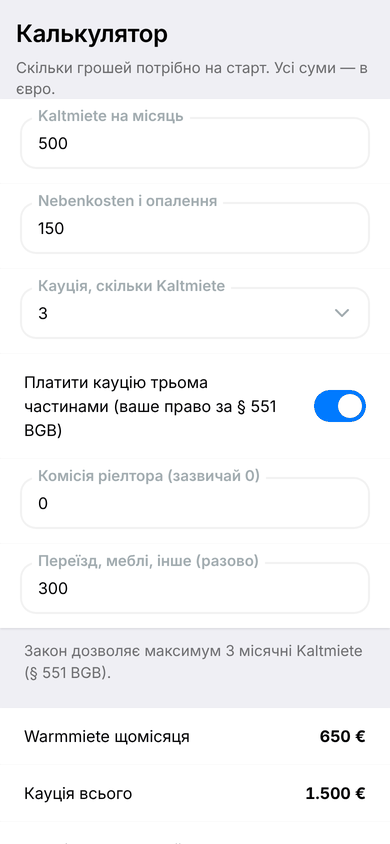 Калькулятор
Скільки грошей потрібно на старт. Усі суми — в
євро.
Kaltmiete на місяць
500
Nebenkosten і опалення
150
Кауція, скільки Kaltmiete
3
Платити кауцію трьома
частинами (ваше право за § 551
BGB)
Комісія рієлтора (зазвичай 0)
0
Переїзд, меблі, інше (разово)
300
Закон дозволяє максимум 3 місячні Kaltmiete
(§ 551 BGB).
Warmmiete щомісяця 650 €
Кауція всього 1.500 €